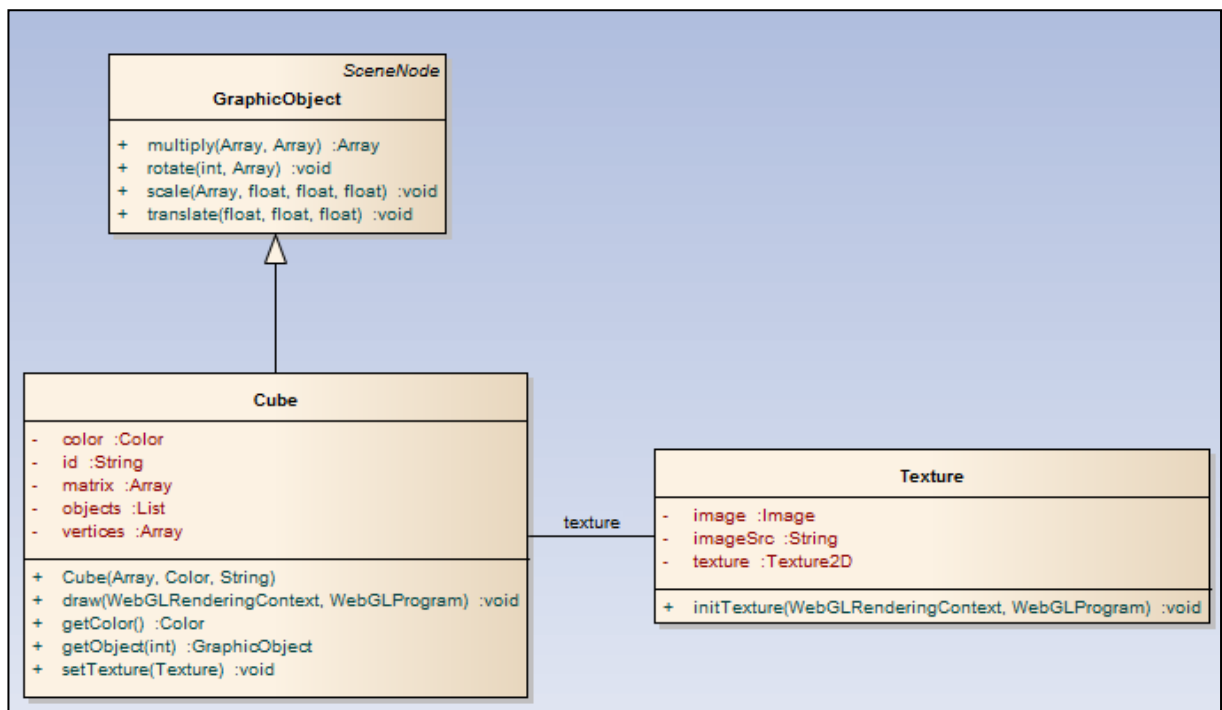 SceneNode
GraphicObject
+ multiply(Array, Array) :Array
+ rotate(int, Array) :void
+ scale(Array, float, float, float) :void
+ translate(float, float, float) :void
Cube
- color :Color
- id :String
- matrix :Array
- objects :List
- vertices :Array
+ Cube(Array, Color, String)
+ draw(WebGLRenderingContext, WebGLProgram) :void
+ getColor() :Color
+ getObject(int) :GraphicObject
+ setTexture(Texture) :void
texture
Texture
- image :Image
- imageSrc :String
- texture :Texture2D
+ initTexture(WebGLRenderingContext, WebGLProgram) :void